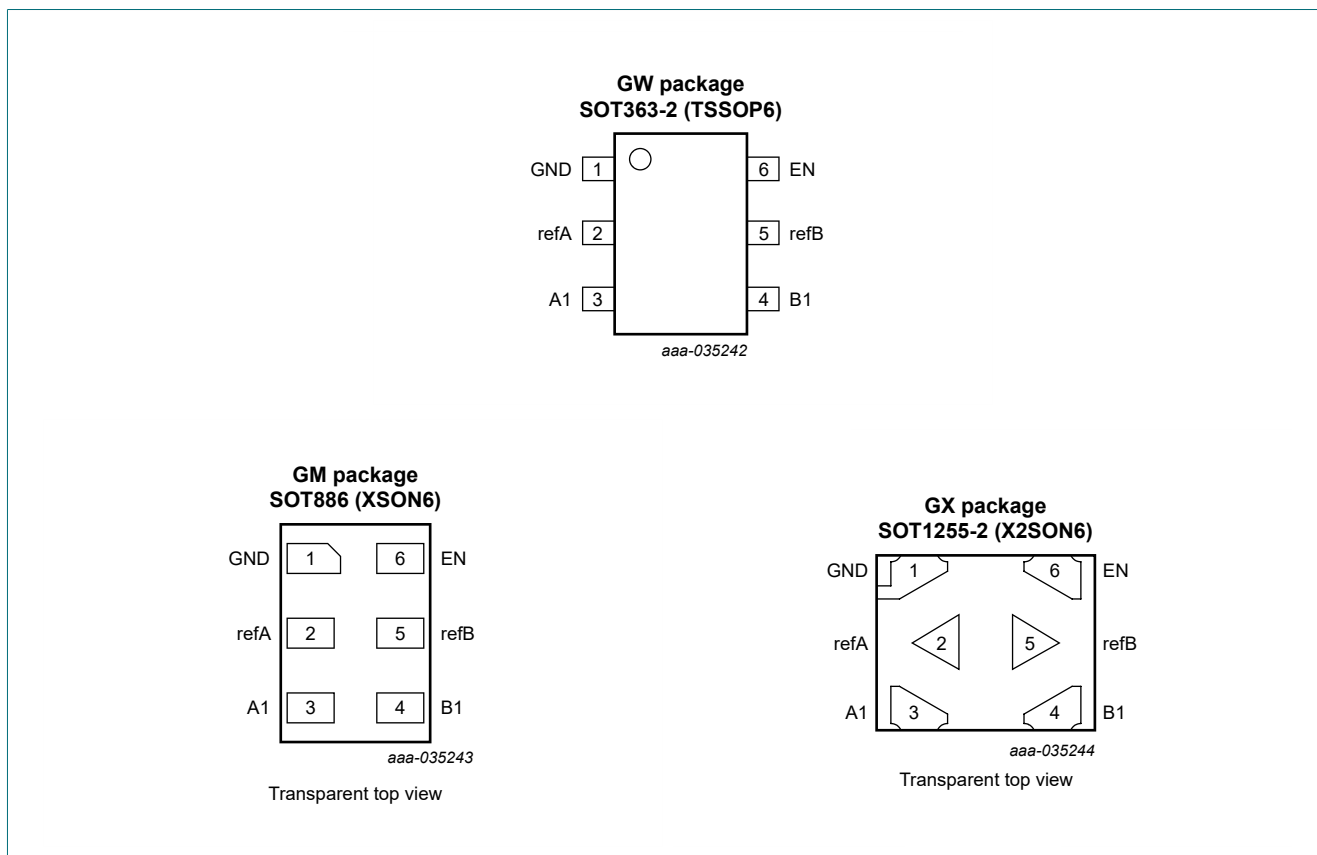 GW package
SOT363-2 (TSSOP6)
GND 1 6 EN
refA 2 5 refB
A1 3 4 B1
aaa-035242
GM package
SOT886 (XSON6)
GND 1 6 EN
refA 2 5 refB
A1 3 4 B1
aaa-035243
Transparent top view
GX package
SOT1255-2 (X2SON6)
GND 1 6 EN
refA 2 5 refB
A1 3 4 B1
aaa-035244
Transparent top view